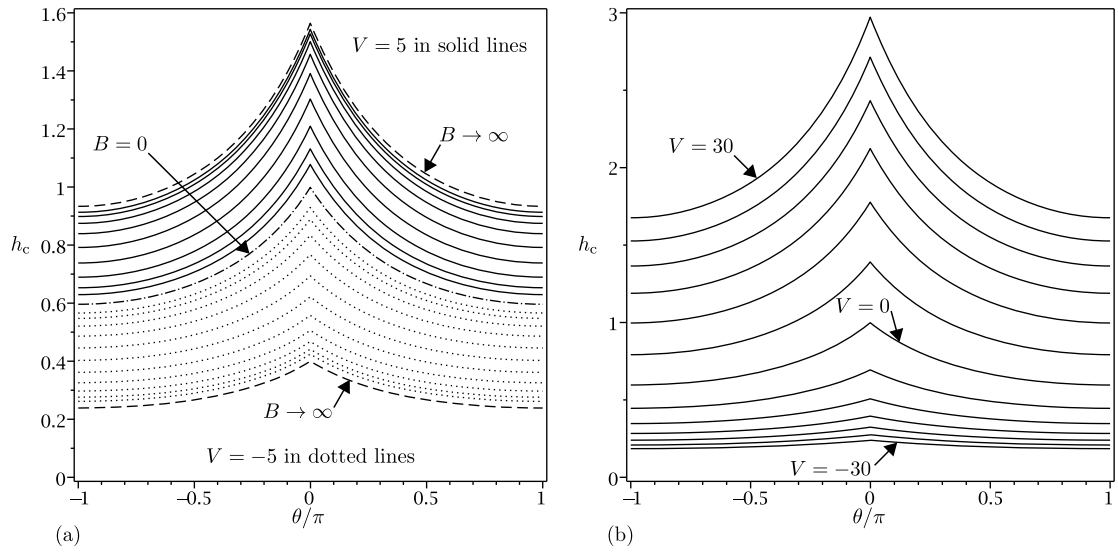 1.6
1.4
1.2
1
0.8
0.6
0.4
0.2
0
h_c
V = 5 in solid lines
B = 0
B → ∞
B → ∞
V = −5 in dotted lines
−1 −0.5 0 0.5 1
θ/π
(a)
3
2
1
0
h_c
V = 30
V = 0
V = −30
−1 −0.5 0 0.5 1
θ/π
(b)